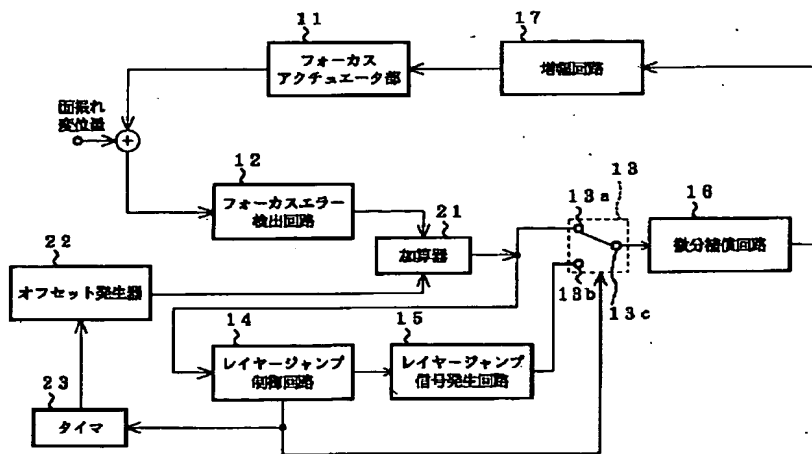 11
17
フォーカス
アクチュエータ部
増幅回路
面振れ
変位量
+
12
フォーカスエラー
検出回路
21
加算器
13a
13
16
微分補償回路
13b
13c
22
オフセット発生器
14
レイヤージャンプ
制御回路
15
レイヤージャンプ
信号発生回路
23
タイマ